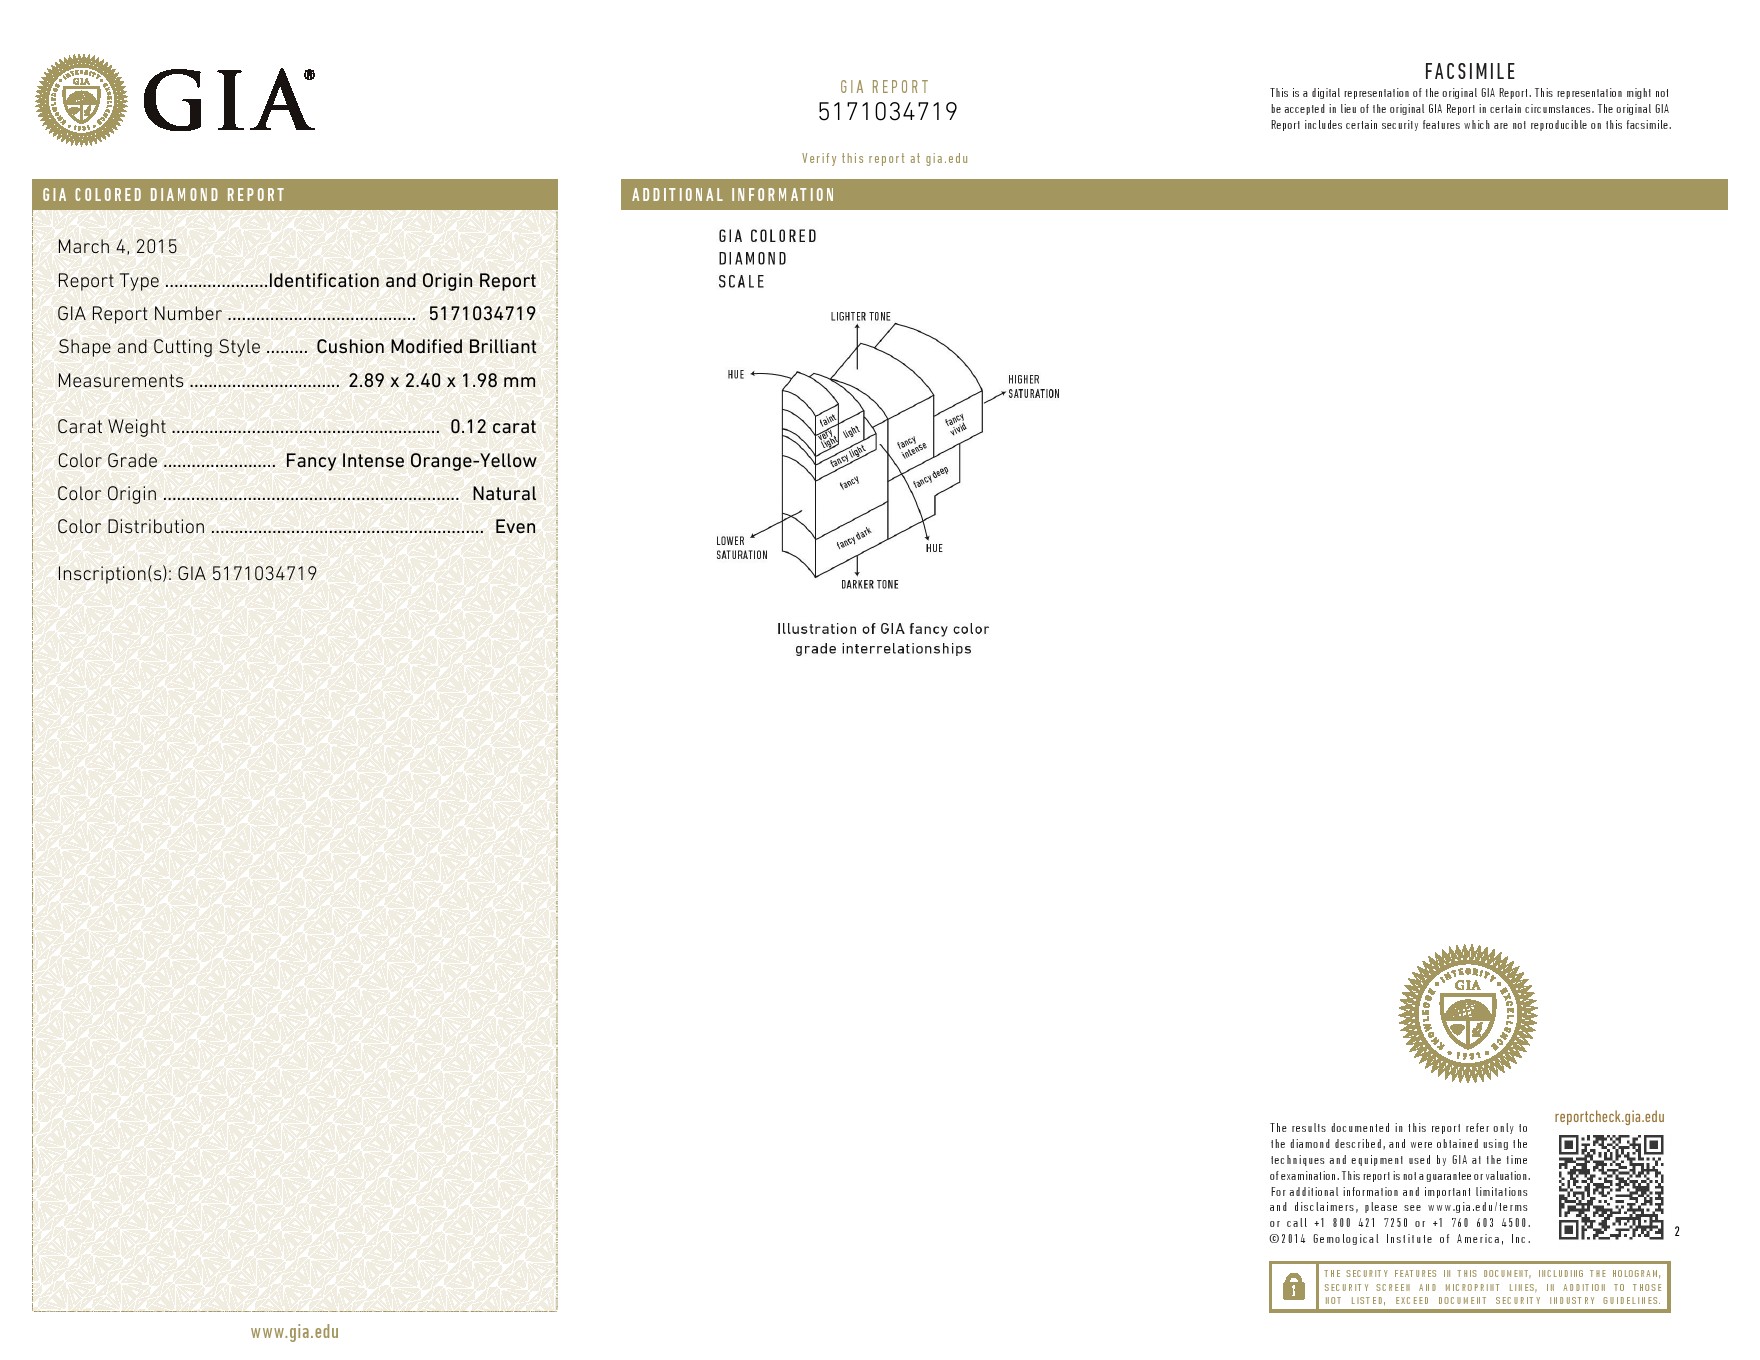 INTEGRITY
GIA
KNOWLEDGE
EXCELLENCE
1931
GIA®
GIA REPORT
5171034719
Verify this report at gia.edu
FACSIMILE
This is a digital representation of the original GIA Report. This representation might not
be accepted in lieu of the original GIA Report in certain circumstances. The original GIA
Report includes certain security features which are not reproducible on this facsimile.
GIA COLORED DIAMOND REPORT
March 4, 2015
Report Type ......................Identification and Origin Report
GIA Report Number ........................................ 5171034719
Shape and Cutting Style ......... Cushion Modified Brilliant
Measurements ................................ 2.89 x 2.40 x 1.98 mm
Carat Weight ......................................................... 0.12 carat
Color Grade ........................ Fancy Intense Orange-Yellow
Color Origin ............................................................... Natural
Color Distribution .......................................................... Even
Inscription(s): GIA 5171034719
www.gia.edu
ADDITIONAL INFORMATION
GIA COLORED
DIAMOND
SCALE
LIGHTER TONE
HUE
HIGHER
SATURATION
faint
very
light
light
fancy light
fancy
fancy
intense
fancy
vivid
fancy deep
fancy dark
LOWER
SATURATION
HUE
DARKER TONE
Illustration of GIA fancy color
grade interrelationships
INTEGRITY
GIA
KNOWLEDGE
EXCELLENCE
1931
reportcheck.gia.edu
The results documented in this report refer only to
the diamond described, and were obtained using the
techniques and equipment used by GIA at the time
of examination. This report is not a guarantee or valuation.
For additional information and important limitations
and disclaimers, please see www.gia.edu/terms
or call +1 800 421 7250 or +1 760 603 4500.
©2014 Gemological Institute of America, Inc.
2
THE SECURITY FEATURES IN THIS DOCUMENT, INCLUDING THE HOLOGRAM,
SECURITY SCREEN AND MICROPRINT LINES, IN ADDITION TO THOSE
NOT LISTED, EXCEED DOCUMENT SECURITY INDUSTRY GUIDELINES.